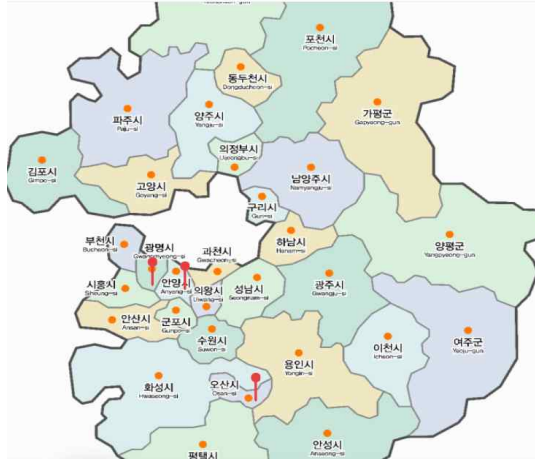 포천시
Pocheon-si
동두천시
Dongducheon-si
가평군
Gapyeong-gun
파주시
Paju-si
양주시
Yangju-si
의정부시
Uijeongbu-si
김포시
Gimpo-si
고양시
Goyang-si
남양주시
Namyangju-si
구리시
Guri-si
부천시
Bucheon-si
광명시
Gwangmyeong-si
과천시
Gwacheon-si
하남시
Hanam-si
양평군
Yangpyeong-gun
시흥시
Siheung-si
안양시
Anyang-si
의왕시
Uiwang-si
성남시
Seongnam-si
광주시
Gwangju-si
안산시
Ansan-si
군포시
Gunpo-si
수원시
Suwon-si
용인시
Yongin-si
이천시
Icheon-si
여주군
Yeoju-gun
화성시
Hwaseong-si
오산시
Osan-si
평택시
안성시
Anseong-si